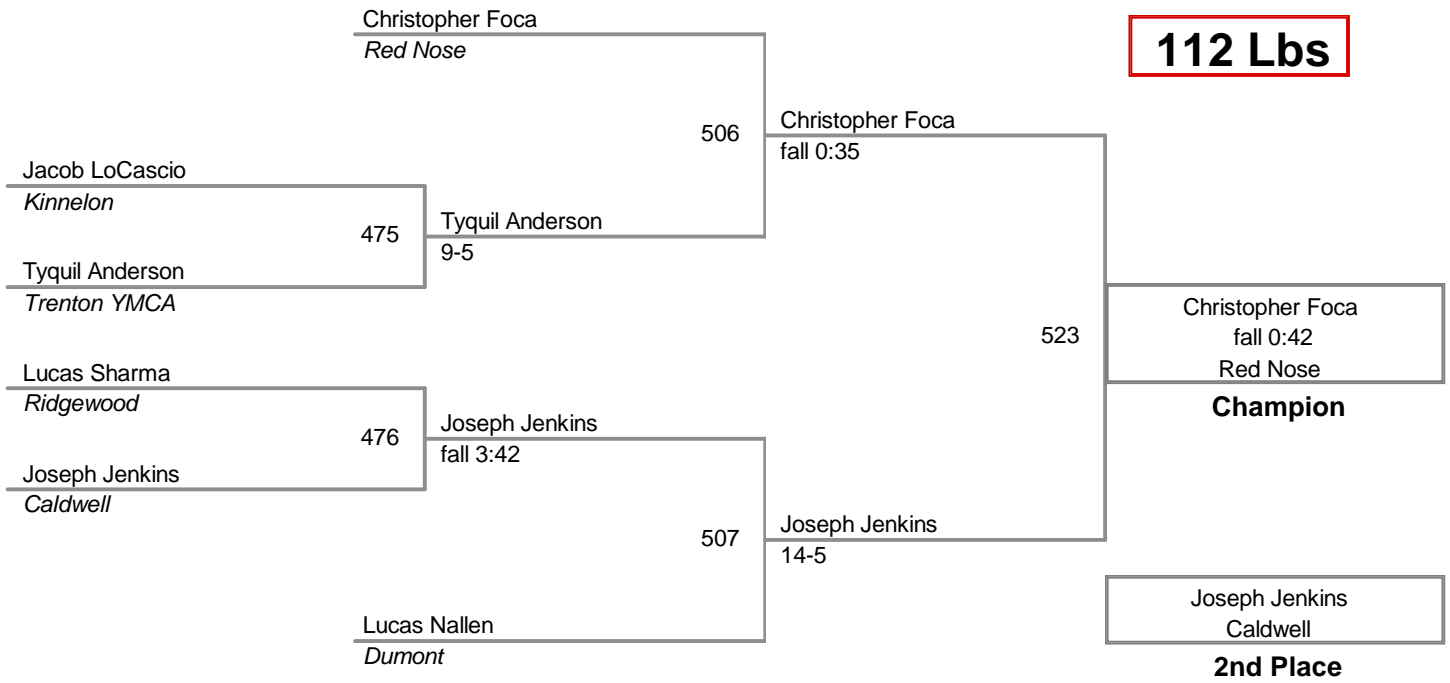 Christopher Foca
Red Nose
112 Lbs
506
Christopher Foca
fall 0:35
Jacob LoCascio
Kinnelon
475
Tyquil Anderson
9-5
Tyquil Anderson
Trenton YMCA
523
Christopher Foca
fall 0:42
Red Nose
Champion
Lucas Sharma
Ridgewood
476
Joseph Jenkins
fall 3:42
Joseph Jenkins
Caldwell
507
Joseph Jenkins
14-5
Lucas Nallen
Dumont
Joseph Jenkins
Caldwell
2nd Place